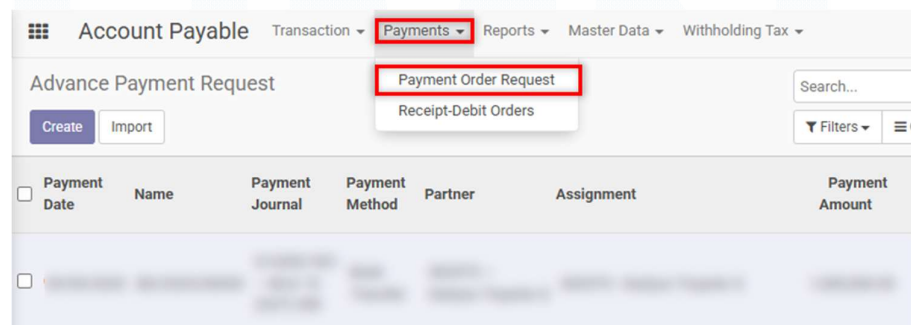 Account Payable Transaction Payments Reports Master Data Withholding Tax
Advance Payment Request
Payment Order Request
Search...
Create Import
Receipt-Debit Orders
Filters
Payment Date Name Payment Journal Payment Method Partner Assignment Payment Amount